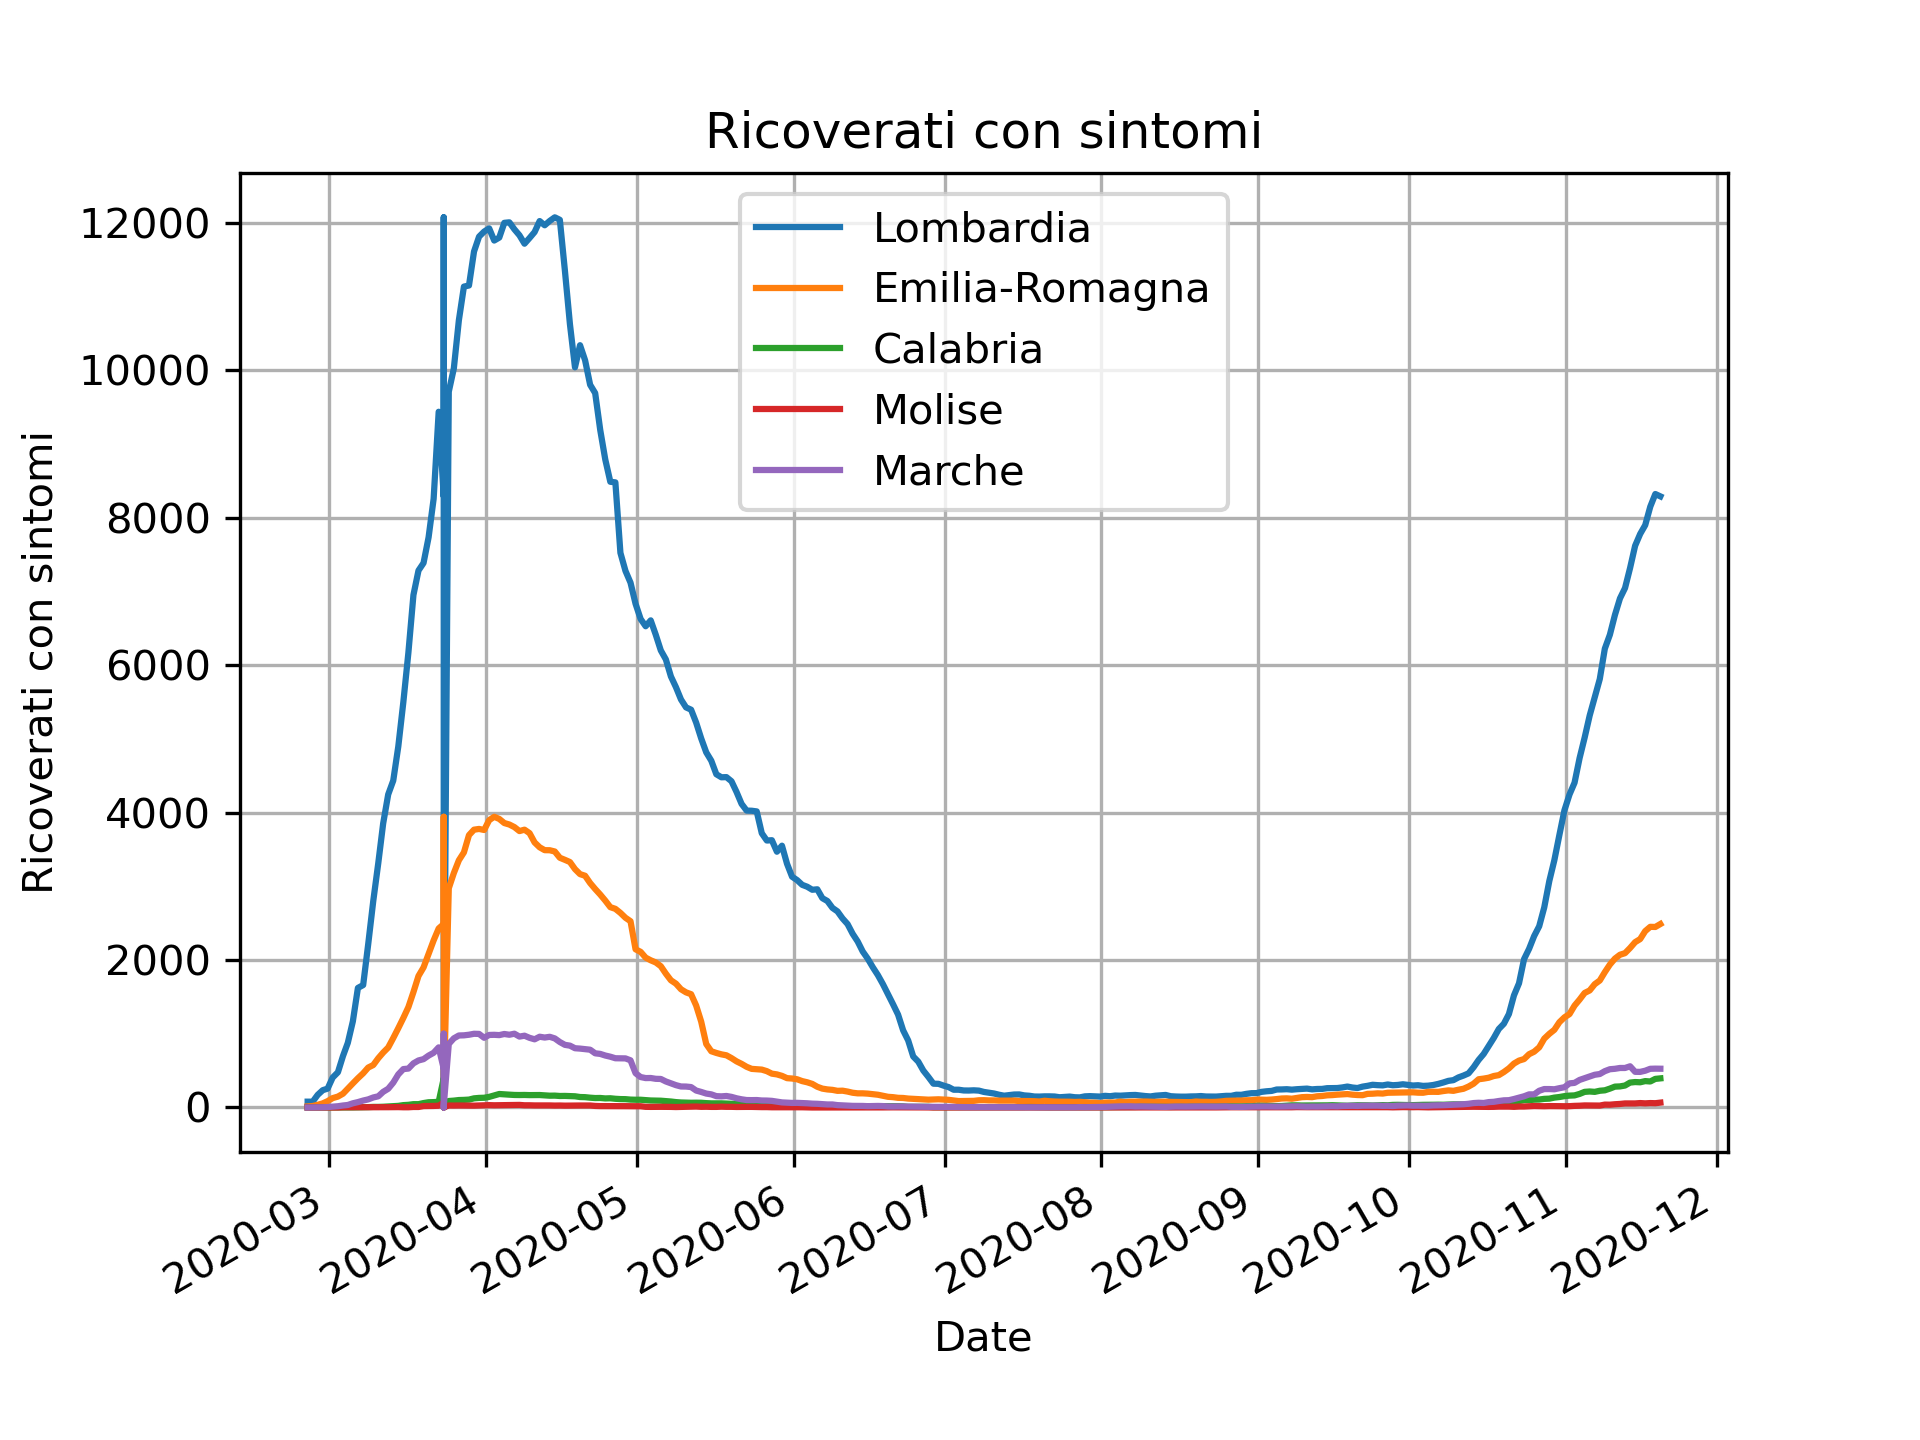 Ricoverati con sintomi
Ricoverati con sintomi
12000
10000
8000
6000
4000
2000
0
Lombardia
Emilia-Romagna
Calabria
Molise
Marche
2020-03
2020-04
2020-05
2020-06
2020-07
2020-08
2020-09
2020-10
2020-11
2020-12
Date